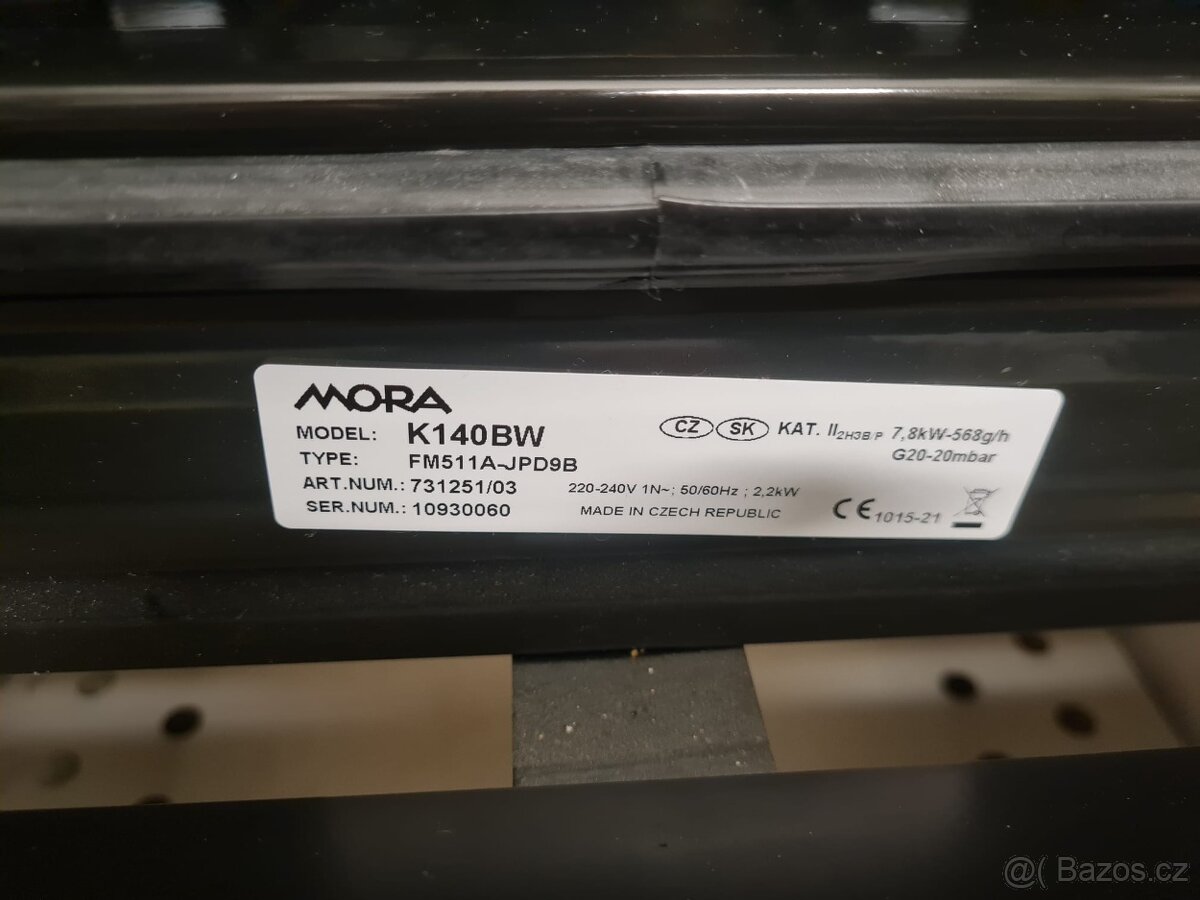 MORA
MODEL: K140BW
TYPE: FM511A-JPD9B
ART.NUM.: 731251/03
SER.NUM.: 10930060
CZ SK KAT. II2H3B/P 7,8kW-568g/h
G20-20mbar
220-240V 1N~; 50/60Hz ; 2,2kW
MADE IN CZECH REPUBLIC
CE 1015-21
@( Bazos.cz